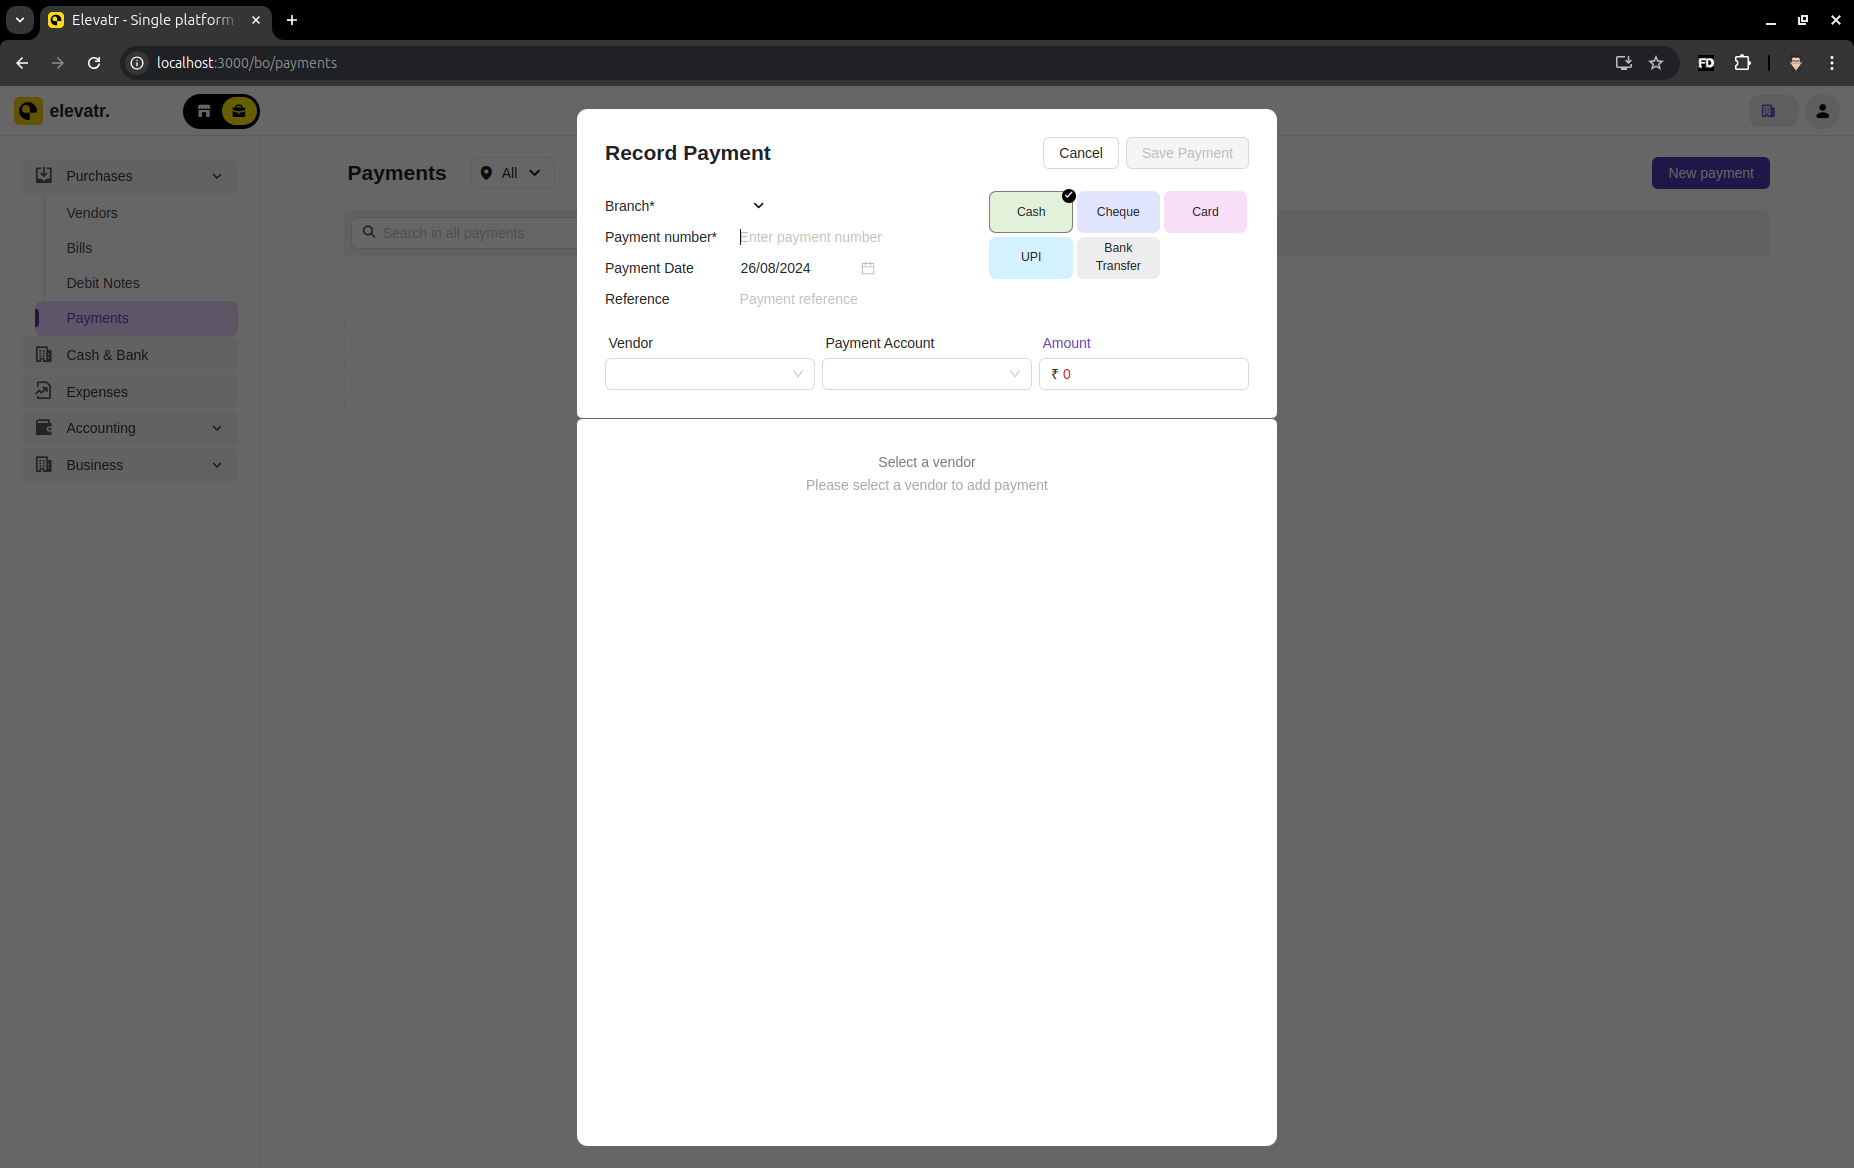 Elevatr - Single platform
localhost:3000/bo/payments
elevatr.
Purchases
Vendors
Bills
Debit Notes
Payments
Cash & Bank
Expenses
Accounting
Business
Payments
All
New payment
Search in all payments
Record Payment
Cancel
Save Payment
Branch*
Payment number*
Enter payment number
Payment Date
26/08/2024
Reference
Payment reference
Cash
Cheque
Card
UPI
Bank
Transfer
Vendor
Payment Account
Amount
₹ 0
Select a vendor
Please select a vendor to add payment
FD